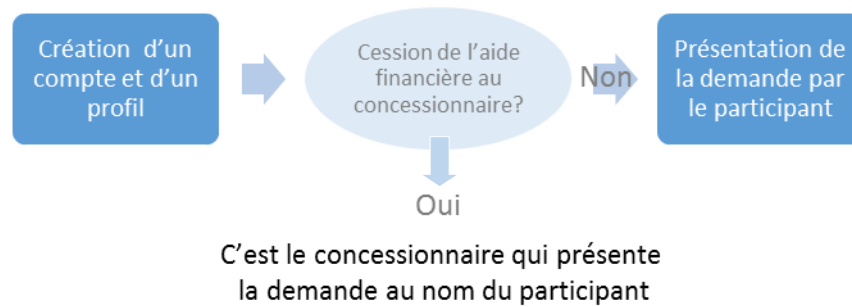 Création d’un
compte et d’un
profil
Cession de l’aide
financière au
concessionnaire?
Non
Présentation de
la demande par
le participant
Oui
C’est le concessionnaire qui présente
la demande au nom du participant